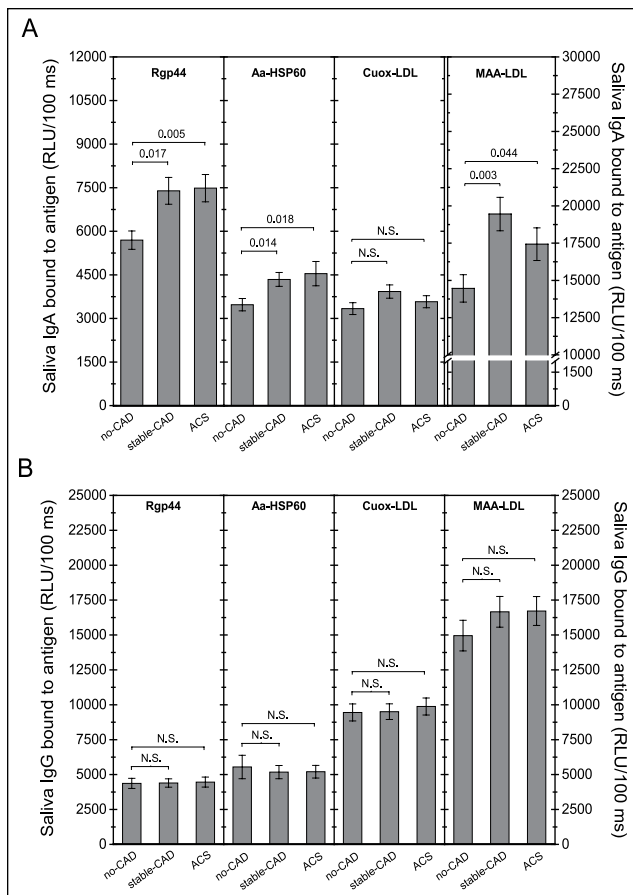 A
Saliva IgA bound to antigen (RLU/100 ms)
12000
10500
9000
7500
6000
4500
3000
1500
0
Rgp44
0.005
0.017
no-CAD
stable-CAD
ACS
Aa-HSP60
0.018
0.014
no-CAD
stable-CAD
ACS
Cuox-LDL
N.S.
N.S.
no-CAD
stable-CAD
ACS
MAA-LDL
0.044
0.003
no-CAD
stable-CAD
ACS
30000
27500
25000
22500
20000
17500
15000
12500
10000
1500
0
Saliva IgA bound to antigen (RLU/100 ms)
B
Saliva IgG bound to antigen (RLU/100 ms)
25000
22500
20000
17500
15000
12500
10000
7500
5000
2500
0
Rgp44
N.S.
N.S.
no-CAD
stable-CAD
ACS
Aa-HSP60
N.S.
N.S.
no-CAD
stable-CAD
ACS
Cuox-LDL
N.S.
N.S.
no-CAD
stable-CAD
ACS
MAA-LDL
N.S.
N.S.
no-CAD
stable-CAD
ACS
25000
22500
20000
17500
15000
12500
10000
7500
5000
2500
0
Saliva IgG bound to antigen (RLU/100 ms)